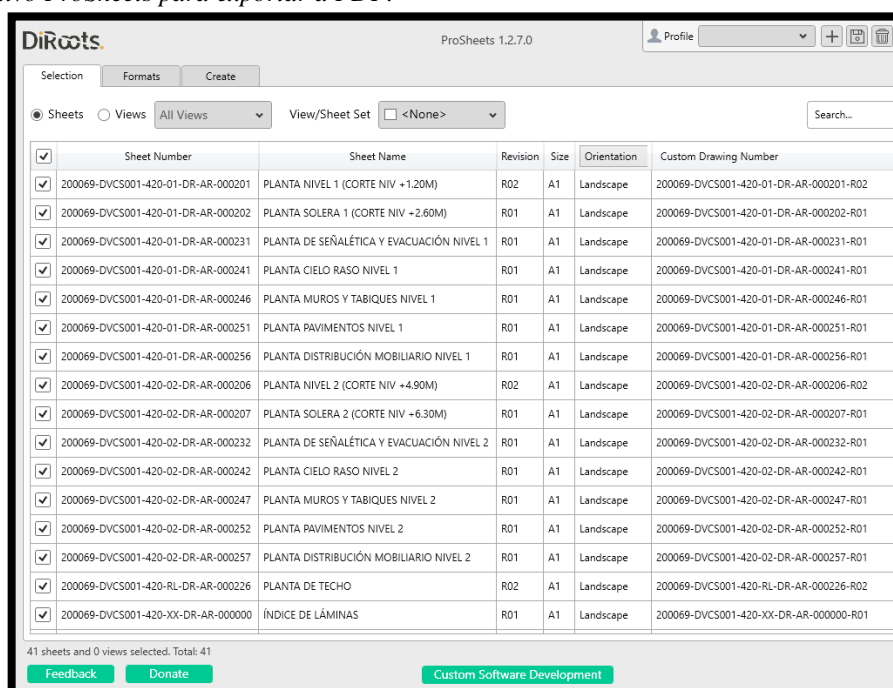 ProSheets para exportar a PDF.
DiRoots.
ProSheets 1.2.7.0
Profile
Selection Formats Create
Sheets Views All Views View/Sheet Set <None> Search...
Sheet Number Sheet Name Revision Size Orientation Custom Drawing Number
200069-DVCS001-420-01-DR-AR-000201 PLANTA NIVEL 1 (CORTE NIV +1.20M) R02 A1 Landscape 200069-DVCS001-420-01-DR-AR-000201-R02
200069-DVCS001-420-01-DR-AR-000202 PLANTA SOLERA 1 (CORTE NIV +2.60M) R01 A1 Landscape 200069-DVCS001-420-01-DR-AR-000202-R01
200069-DVCS001-420-01-DR-AR-000231 PLANTA DE SEÑALÉTICA Y EVACUACIÓN NIVEL 1 R01 A1 Landscape 200069-DVCS001-420-01-DR-AR-000231-R01
200069-DVCS001-420-01-DR-AR-000241 PLANTA CIELO RASO NIVEL 1 R01 A1 Landscape 200069-DVCS001-420-01-DR-AR-000241-R01
200069-DVCS001-420-01-DR-AR-000246 PLANTA MUROS Y TABIQUES NIVEL 1 R01 A1 Landscape 200069-DVCS001-420-01-DR-AR-000246-R01
200069-DVCS001-420-01-DR-AR-000251 PLANTA PAVIMENTOS NIVEL 1 R01 A1 Landscape 200069-DVCS001-420-01-DR-AR-000251-R01
200069-DVCS001-420-01-DR-AR-000256 PLANTA DISTRIBUCIÓN MOBILIARIO NIVEL 1 R01 A1 Landscape 200069-DVCS001-420-01-DR-AR-000256-R01
200069-DVCS001-420-02-DR-AR-000206 PLANTA NIVEL 2 (CORTE NIV +4.90M) R02 A1 Landscape 200069-DVCS001-420-02-DR-AR-000206-R02
200069-DVCS001-420-02-DR-AR-000207 PLANTA SOLERA 2 (CORTE NIV +6.30M) R01 A1 Landscape 200069-DVCS001-420-02-DR-AR-000207-R01
200069-DVCS001-420-02-DR-AR-000232 PLANTA DE SEÑALÉTICA Y EVACUACIÓN NIVEL 2 R01 A1 Landscape 200069-DVCS001-420-02-DR-AR-000232-R01
200069-DVCS001-420-02-DR-AR-000242 PLANTA CIELO RASO NIVEL 2 R01 A1 Landscape 200069-DVCS001-420-02-DR-AR-000242-R01
200069-DVCS001-420-02-DR-AR-000247 PLANTA MUROS Y TABIQUES NIVEL 2 R01 A1 Landscape 200069-DVCS001-420-02-DR-AR-000247-R01
200069-DVCS001-420-02-DR-AR-000252 PLANTA PAVIMENTOS NIVEL 2 R01 A1 Landscape 200069-DVCS001-420-02-DR-AR-000252-R01
200069-DVCS001-420-02-DR-AR-000257 PLANTA DISTRIBUCIÓN MOBILIARIO NIVEL 2 R01 A1 Landscape 200069-DVCS001-420-02-DR-AR-000257-R01
200069-DVCS001-420-RL-DR-AR-000226 PLANTA DE TECHO R02 A1 Landscape 200069-DVCS001-420-RL-DR-AR-000226-R02
200069-DVCS001-420-XX-DR-AR-000000 ÍNDICE DE LÁMINAS R01 A1 Landscape 200069-DVCS001-420-XX-DR-AR-000000-R01
41 sheets and 0 views selected. Total: 41
Feedback Donate Custom Software Development